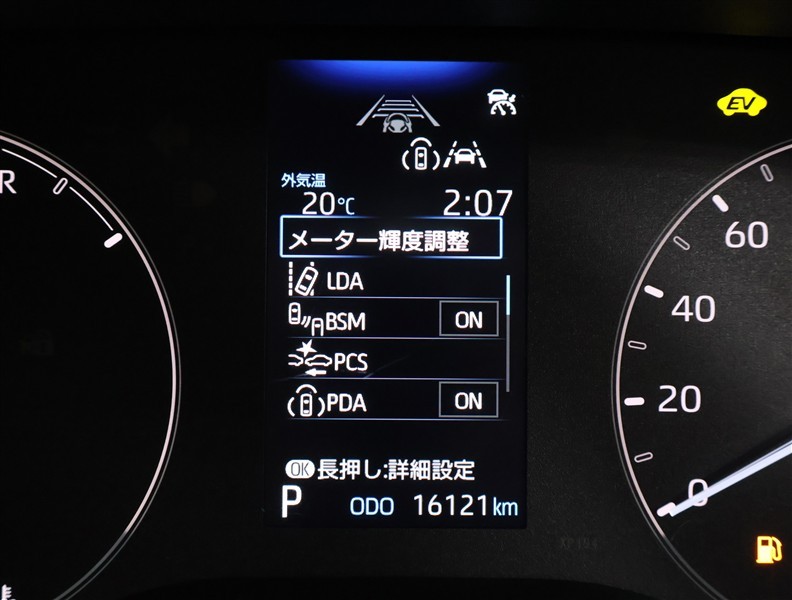 EV
R
外気温
20℃ 2:07
メーター輝度調整
LDA
BSM ON
PCS
PDA ON
OK 長押し:詳細設定
P ODO 16121km
60
40
20
0